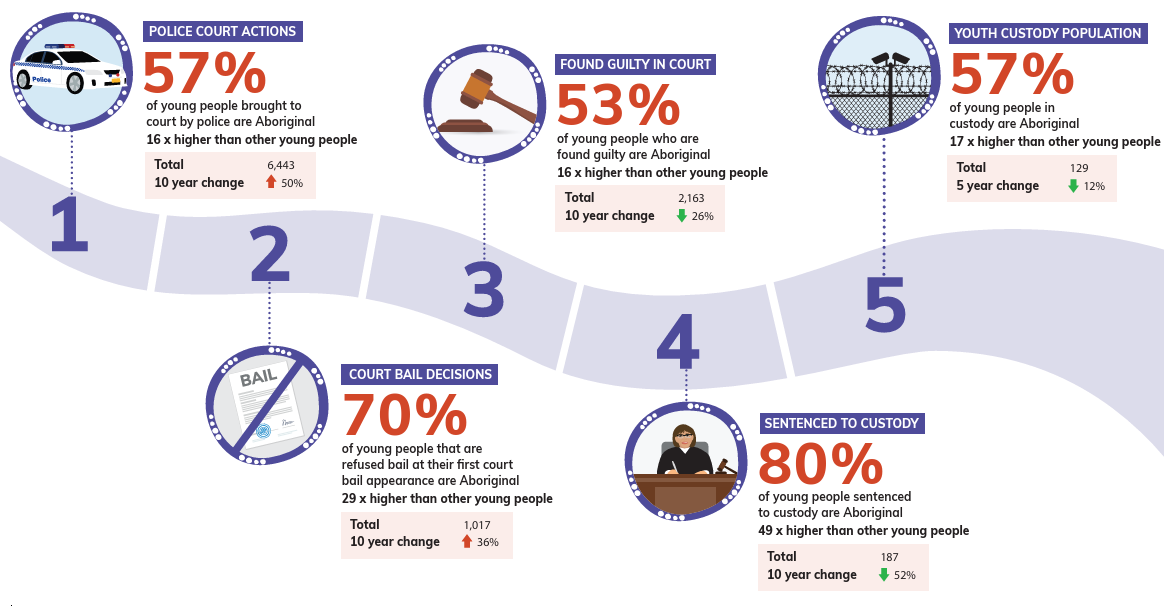 POLICE COURT ACTIONS
57%
of young people brought to
court by police are Aboriginal
16 x higher than other young people
Total 6,443
10 year change 50%
Police
1
2
BAIL
COURT BAIL DECISIONS
70%
of young people that are
refused bail at their first court
bail appearance are Aboriginal
29 x higher than other young people
Total 1,017
10 year change 36%
FOUND GUILTY IN COURT
53%
of young people who are
found guilty are Aboriginal
16 x higher than other young people
Total 2,163
10 year change 26%
3
4
SENTENCED TO CUSTODY
80%
of young people sentenced
to custody are Aboriginal
49 x higher than other young people
Total 187
10 year change 52%
YOUTH CUSTODY POPULATION
57%
of young people in
custody are Aboriginal
17 x higher than other young people
Total 129
5 year change 12%
5